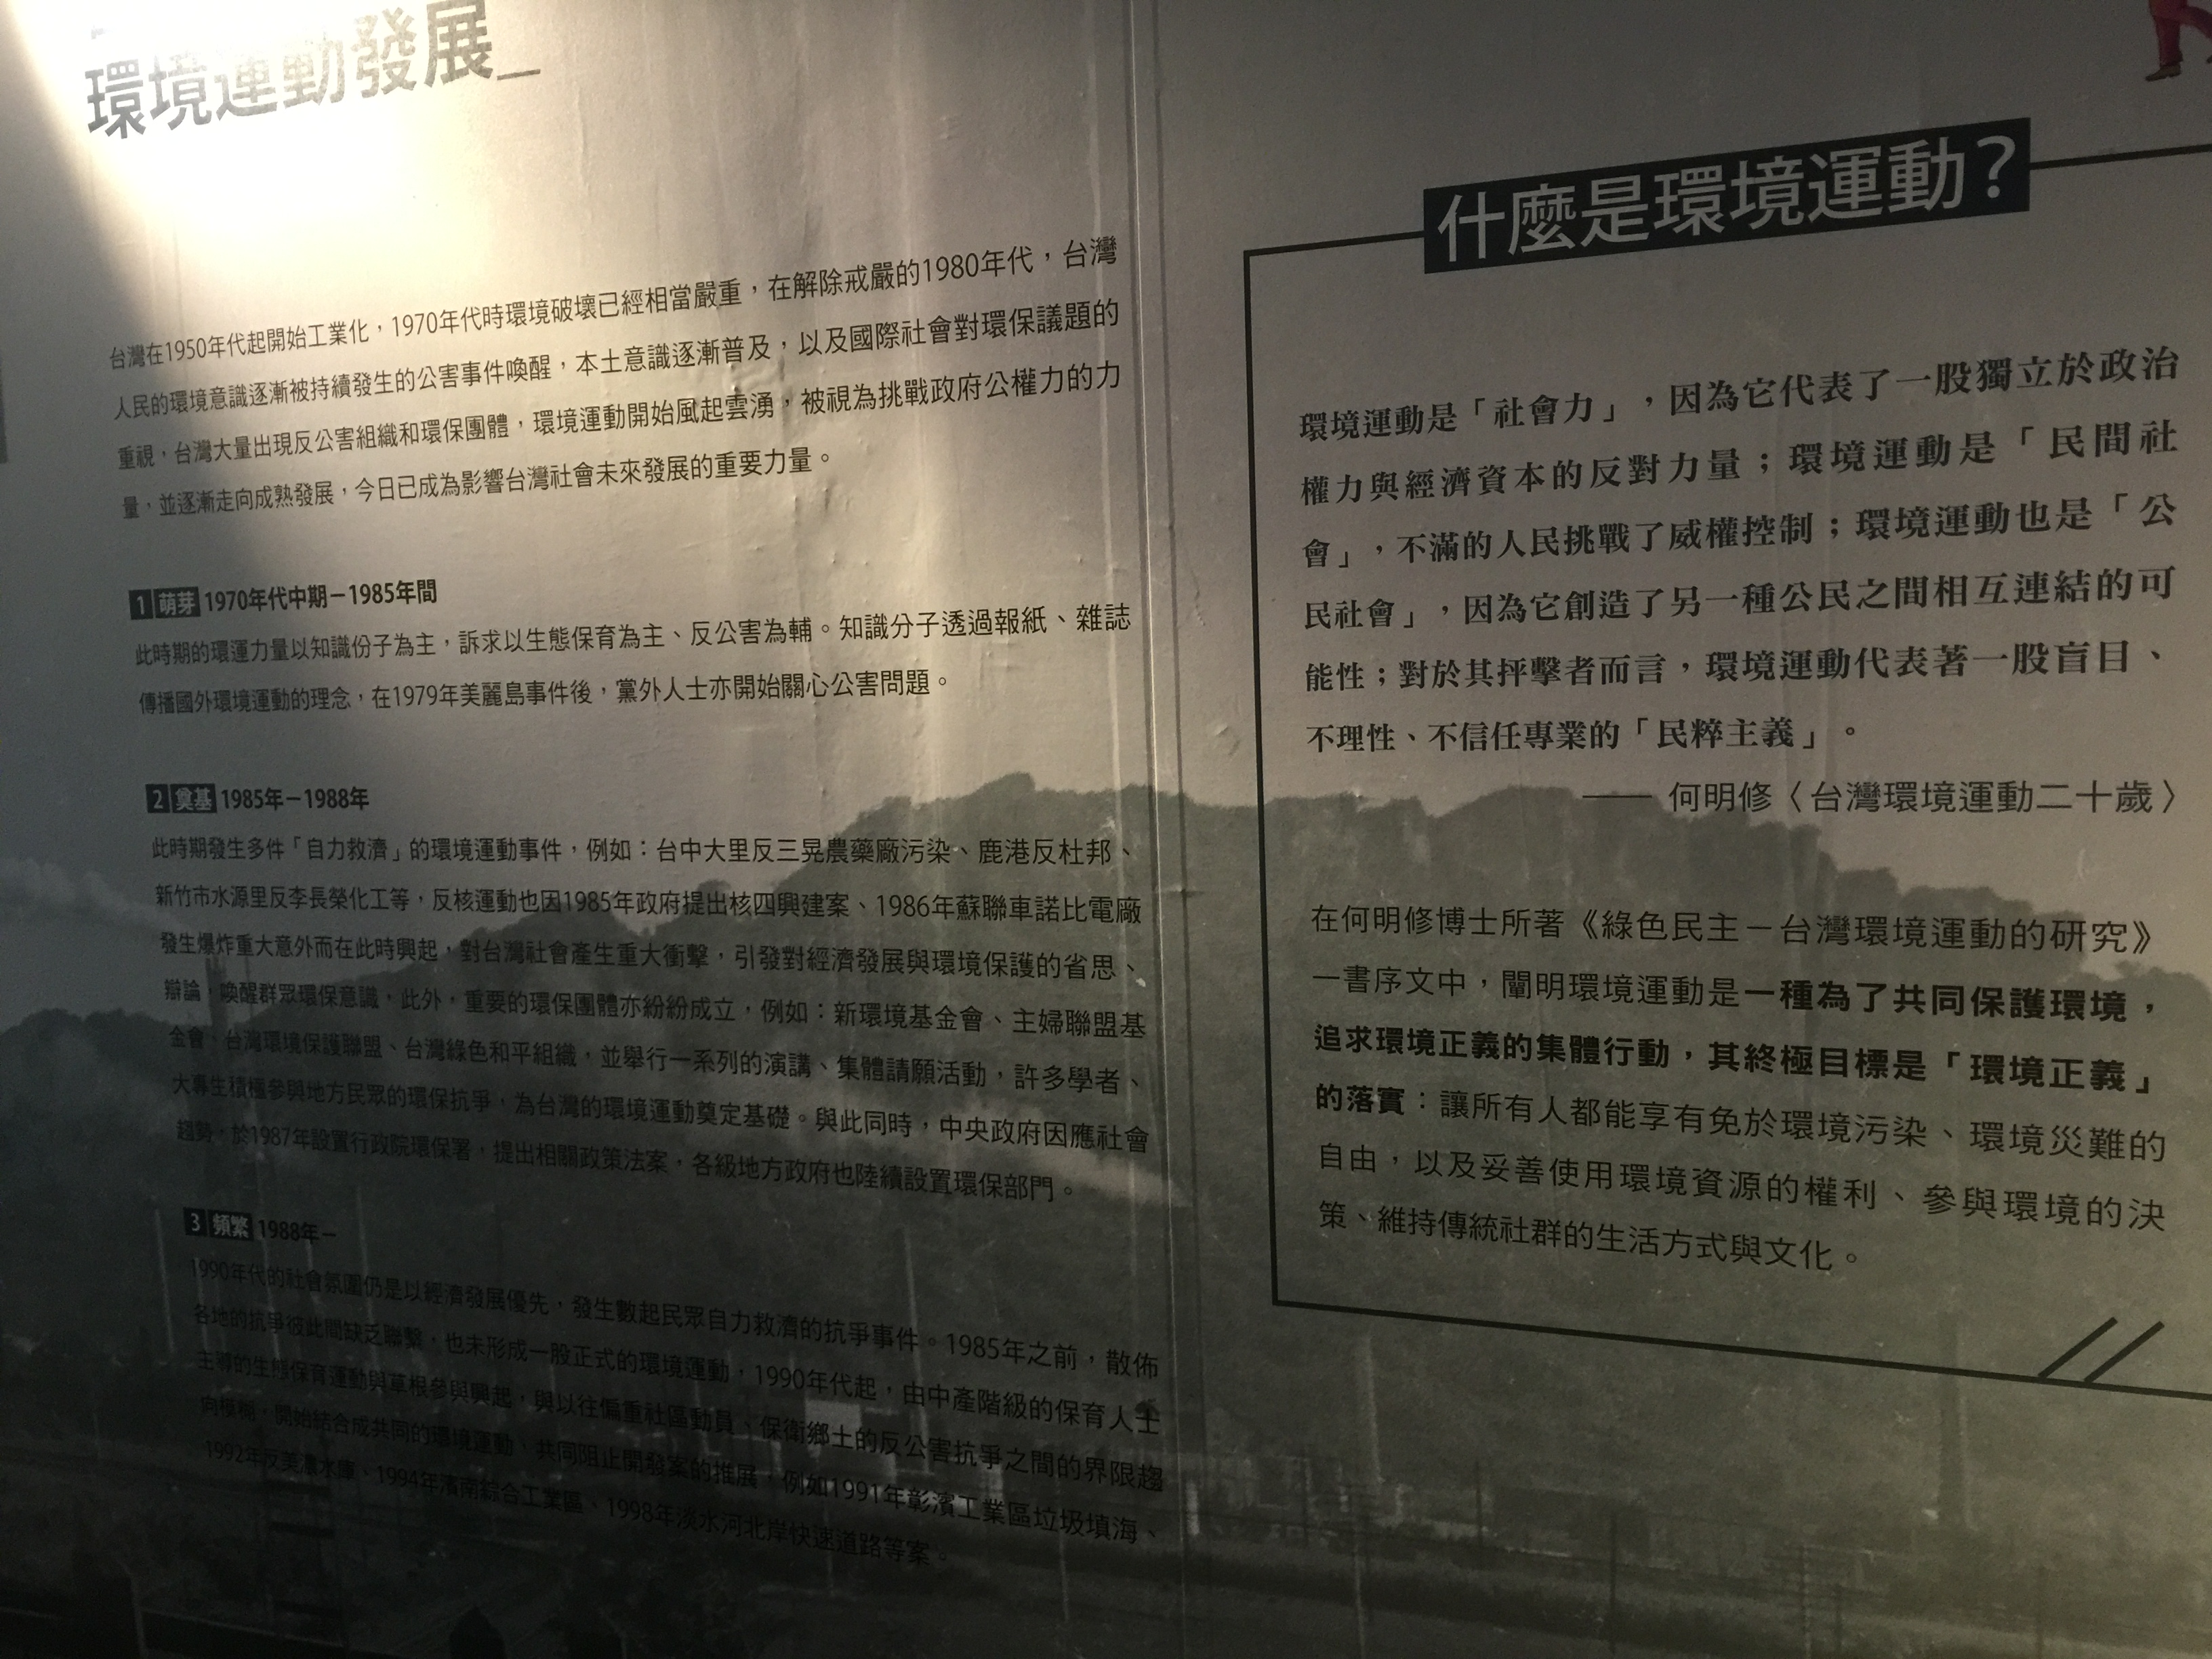 環境運動發展_
台灣在1950年代起開始工業化，1970年代時環境破壞已經相當嚴重，在解除戒嚴的1980年代，台灣
人民的環境意識逐漸被持續發生的公害事件喚醒，本土意識逐漸普及，以及國際社會對環保議題的
重視，台灣大量出現反公害組織和環保團體，環境運動開始風起雲湧，被視為挑戰政府公權力的力
量，並逐漸走向成熟發展，今日已成為影響台灣社會未來發展的重要力量。
1 萌芽 1970年代中期－1985年間
此時期的環運力量以知識份子為主，訴求以生態保育為主、反公害為輔。知識分子透過報紙、雜誌
傳播國外環境運動的理念，在1979年美麗島事件後，黨外人士亦開始關心公害問題。
2 奠基 1985年－1988年
此時期發生多件「自力救濟」的環境運動事件，例如：台中大里反三晃農藥廠污染、鹿港反杜邦、
新竹市水源里反李長榮化工等，反核運動也因1985年政府提出核四興建案、1986年蘇聯車諾比電廠
發生爆炸重大意外而在此時興起，對台灣社會產生重大衝擊，引發對經濟發展與環境保護的省思、
辯論，喚醒群眾環保意識，此外，重要的環保團體亦紛紛成立，例如：新環境基金會、主婦聯盟基
金會、台灣環境保護聯盟、台灣綠色和平組織，並舉行一系列的演講、集體請願活動，許多學者、
大專生積極參與地方民眾的環保抗爭，為台灣的環境運動奠定基礎。與此同時，中央政府因應社會
趨勢，於1987年設置行政院環保署，提出相關政策法案，各級地方政府也陸續設置環保部門。
3 頻繁 1988年－
1990年代的社會氛圍仍是以經濟發展優先，發生數起民眾自力救濟的抗爭事件。1985年之前，散佈
各地的抗爭彼此間缺乏聯繫，也未形成一股正式的環境運動，1990年代起，由中產階級的保育人士
主導的生態保育運動與草根參與興起，與以往偏重社區動員、保衛鄉土的反公害抗爭之間的界限趨
向模糊，開始結合成共同的環境運動、共同阻止開發案的推展，例如1991年彰濱工業區垃圾填海、
1992年反美濃水庫、1994年濱南綜合工業區、1998年淡水河北岸快速道路等案。
什麼是環境運動？
環境運動是「社會力」，因為它代表了一股獨立於政治
權力與經濟資本的反對力量；環境運動是「民間社
會」，不滿的人民挑戰了威權控制；環境運動也是「公
民社會」，因為它創造了另一種公民之間相互連結的可
能性；對於其抨擊者而言，環境運動代表著一股盲目、
不理性、不信任專業的「民粹主義」。
—— 何明修〈台灣環境運動二十歲〉
在何明修博士所著《綠色民主－台灣環境運動的研究》
一書序文中，闡明環境運動是一種為了共同保護環境，
追求環境正義的集體行動，其終極目標是「環境正義」
的落實：讓所有人都能享有免於環境污染、環境災難的
自由，以及妥善使用環境資源的權利、參與環境的決
策、維持傳統社群的生活方式與文化。